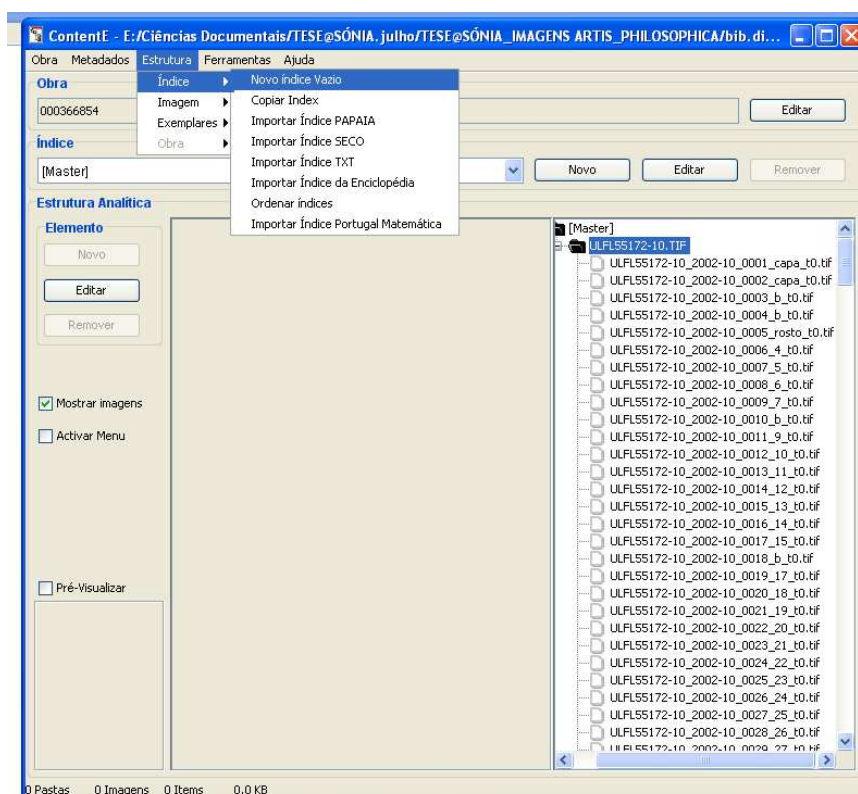 ContentE - E:/Ciências Documentais/TESE@SÓNIA.julho/TESE@SÓNIA_IMAGENS ARTIS_PHILOSOPHICA/bib.di...
Obra Metadados Estrutura Ferramentas Ajuda
Obra
000366854
Editar
Índice
Imagem
Exemplares
Obra
Novo índice Vazio
Copiar Index
Importar Índice PAPAIA
Importar Índice SECO
Importar Índice TXT
Importar Índice da Enciclopédia
Ordenar índices
Importar Índice Portugal Matemática
Índice
[Master]
Novo
Editar
Remover
Estrutura Analítica
Elemento
Novo
Editar
Remover
Mostrar imagens
Activar Menu
Pré-Visualizar
[Master]
ULFL55172-10.TIF
ULFL55172-10_2002-10_0001_capa_t0.tif
ULFL55172-10_2002-10_0002_capa_t0.tif
ULFL55172-10_2002-10_0003_b_t0.tif
ULFL55172-10_2002-10_0004_b_t0.tif
ULFL55172-10_2002-10_0005_rosto_t0.tif
ULFL55172-10_2002-10_0006_4_t0.tif
ULFL55172-10_2002-10_0007_5_t0.tif
ULFL55172-10_2002-10_0008_6_t0.tif
ULFL55172-10_2002-10_0009_7_t0.tif
ULFL55172-10_2002-10_0010_b_t0.tif
ULFL55172-10_2002-10_0011_9_t0.tif
ULFL55172-10_2002-10_0012_10_t0.tif
ULFL55172-10_2002-10_0013_11_t0.tif
ULFL55172-10_2002-10_0014_12_t0.tif
ULFL55172-10_2002-10_0015_13_t0.tif
ULFL55172-10_2002-10_0016_14_t0.tif
ULFL55172-10_2002-10_0017_15_t0.tif
ULFL55172-10_2002-10_0018_b_t0.tif
ULFL55172-10_2002-10_0019_17_t0.tif
ULFL55172-10_2002-10_0020_18_t0.tif
ULFL55172-10_2002-10_0021_19_t0.tif
ULFL55172-10_2002-10_0022_20_t0.tif
ULFL55172-10_2002-10_0023_21_t0.tif
ULFL55172-10_2002-10_0024_22_t0.tif
ULFL55172-10_2002-10_0025_23_t0.tif
ULFL55172-10_2002-10_0026_24_t0.tif
ULFL55172-10_2002-10_0027_25_t0.tif
ULFL55172-10_2002-10_0028_26_t0.tif
ULFL55172-10_2002-10_0029_27_t0.tif
0 Pastas 0 Imagens 0 Items 0.0 KB